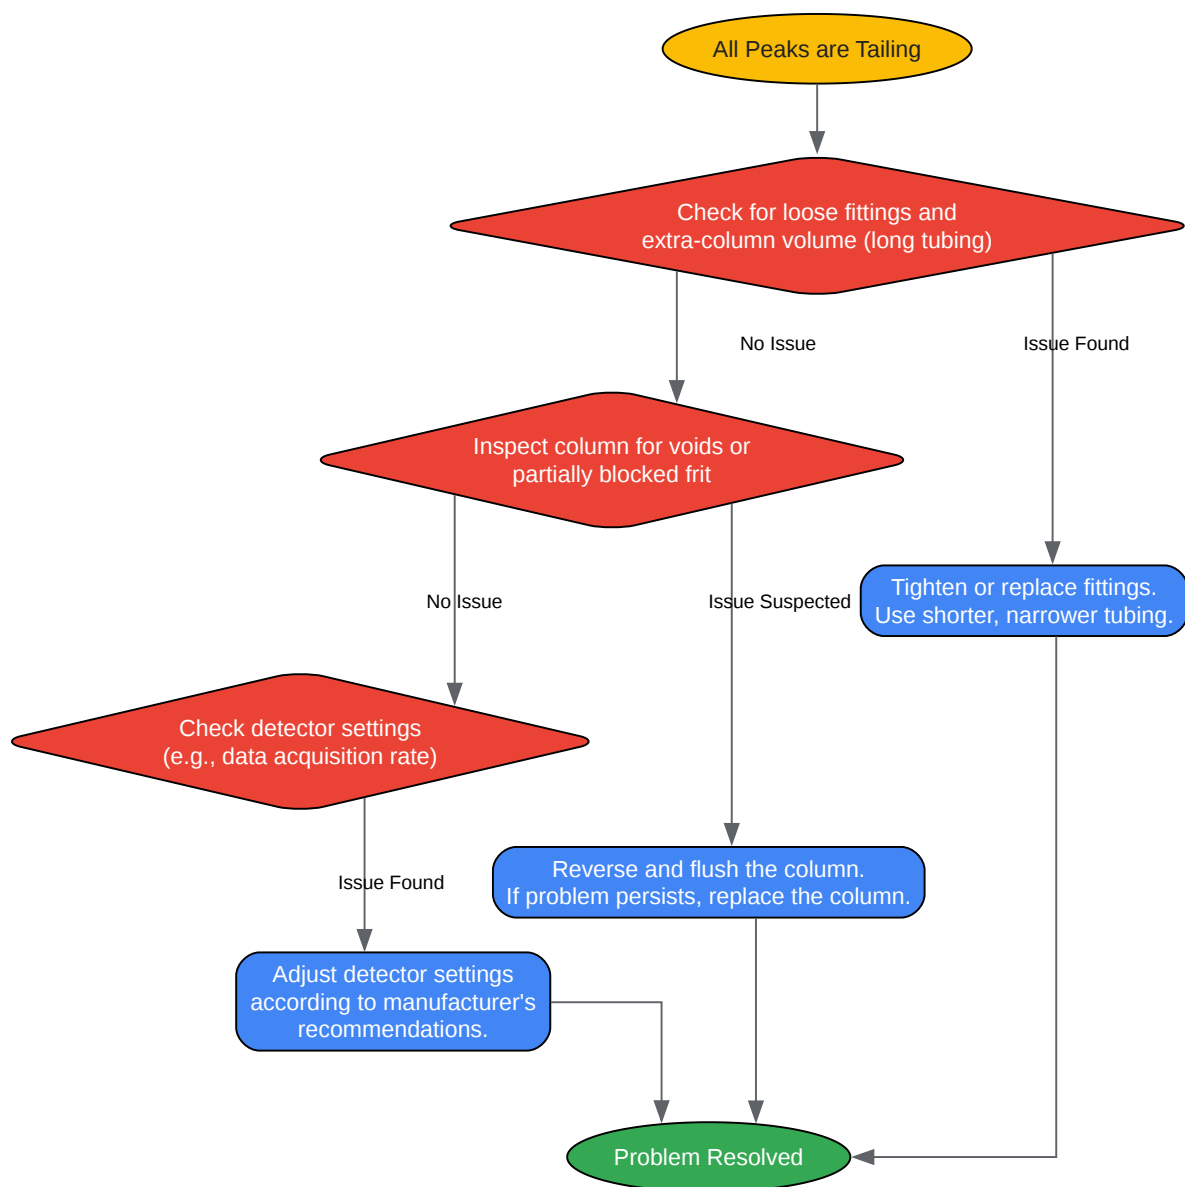 All Peaks are Tailing
Check for loose fittings and
extra-column volume (long tubing)
No Issue
Issue Found
Inspect column for voids or
partially blocked frit
No Issue
Issue Suspected
Tighten or replace fittings.
Use shorter, narrower tubing.
Check detector settings
(e.g., data acquisition rate)
Issue Found
Reverse and flush the column.
If problem persists, replace the column.
Adjust detector settings
according to manufacturer's
recommendations.
Problem Resolved